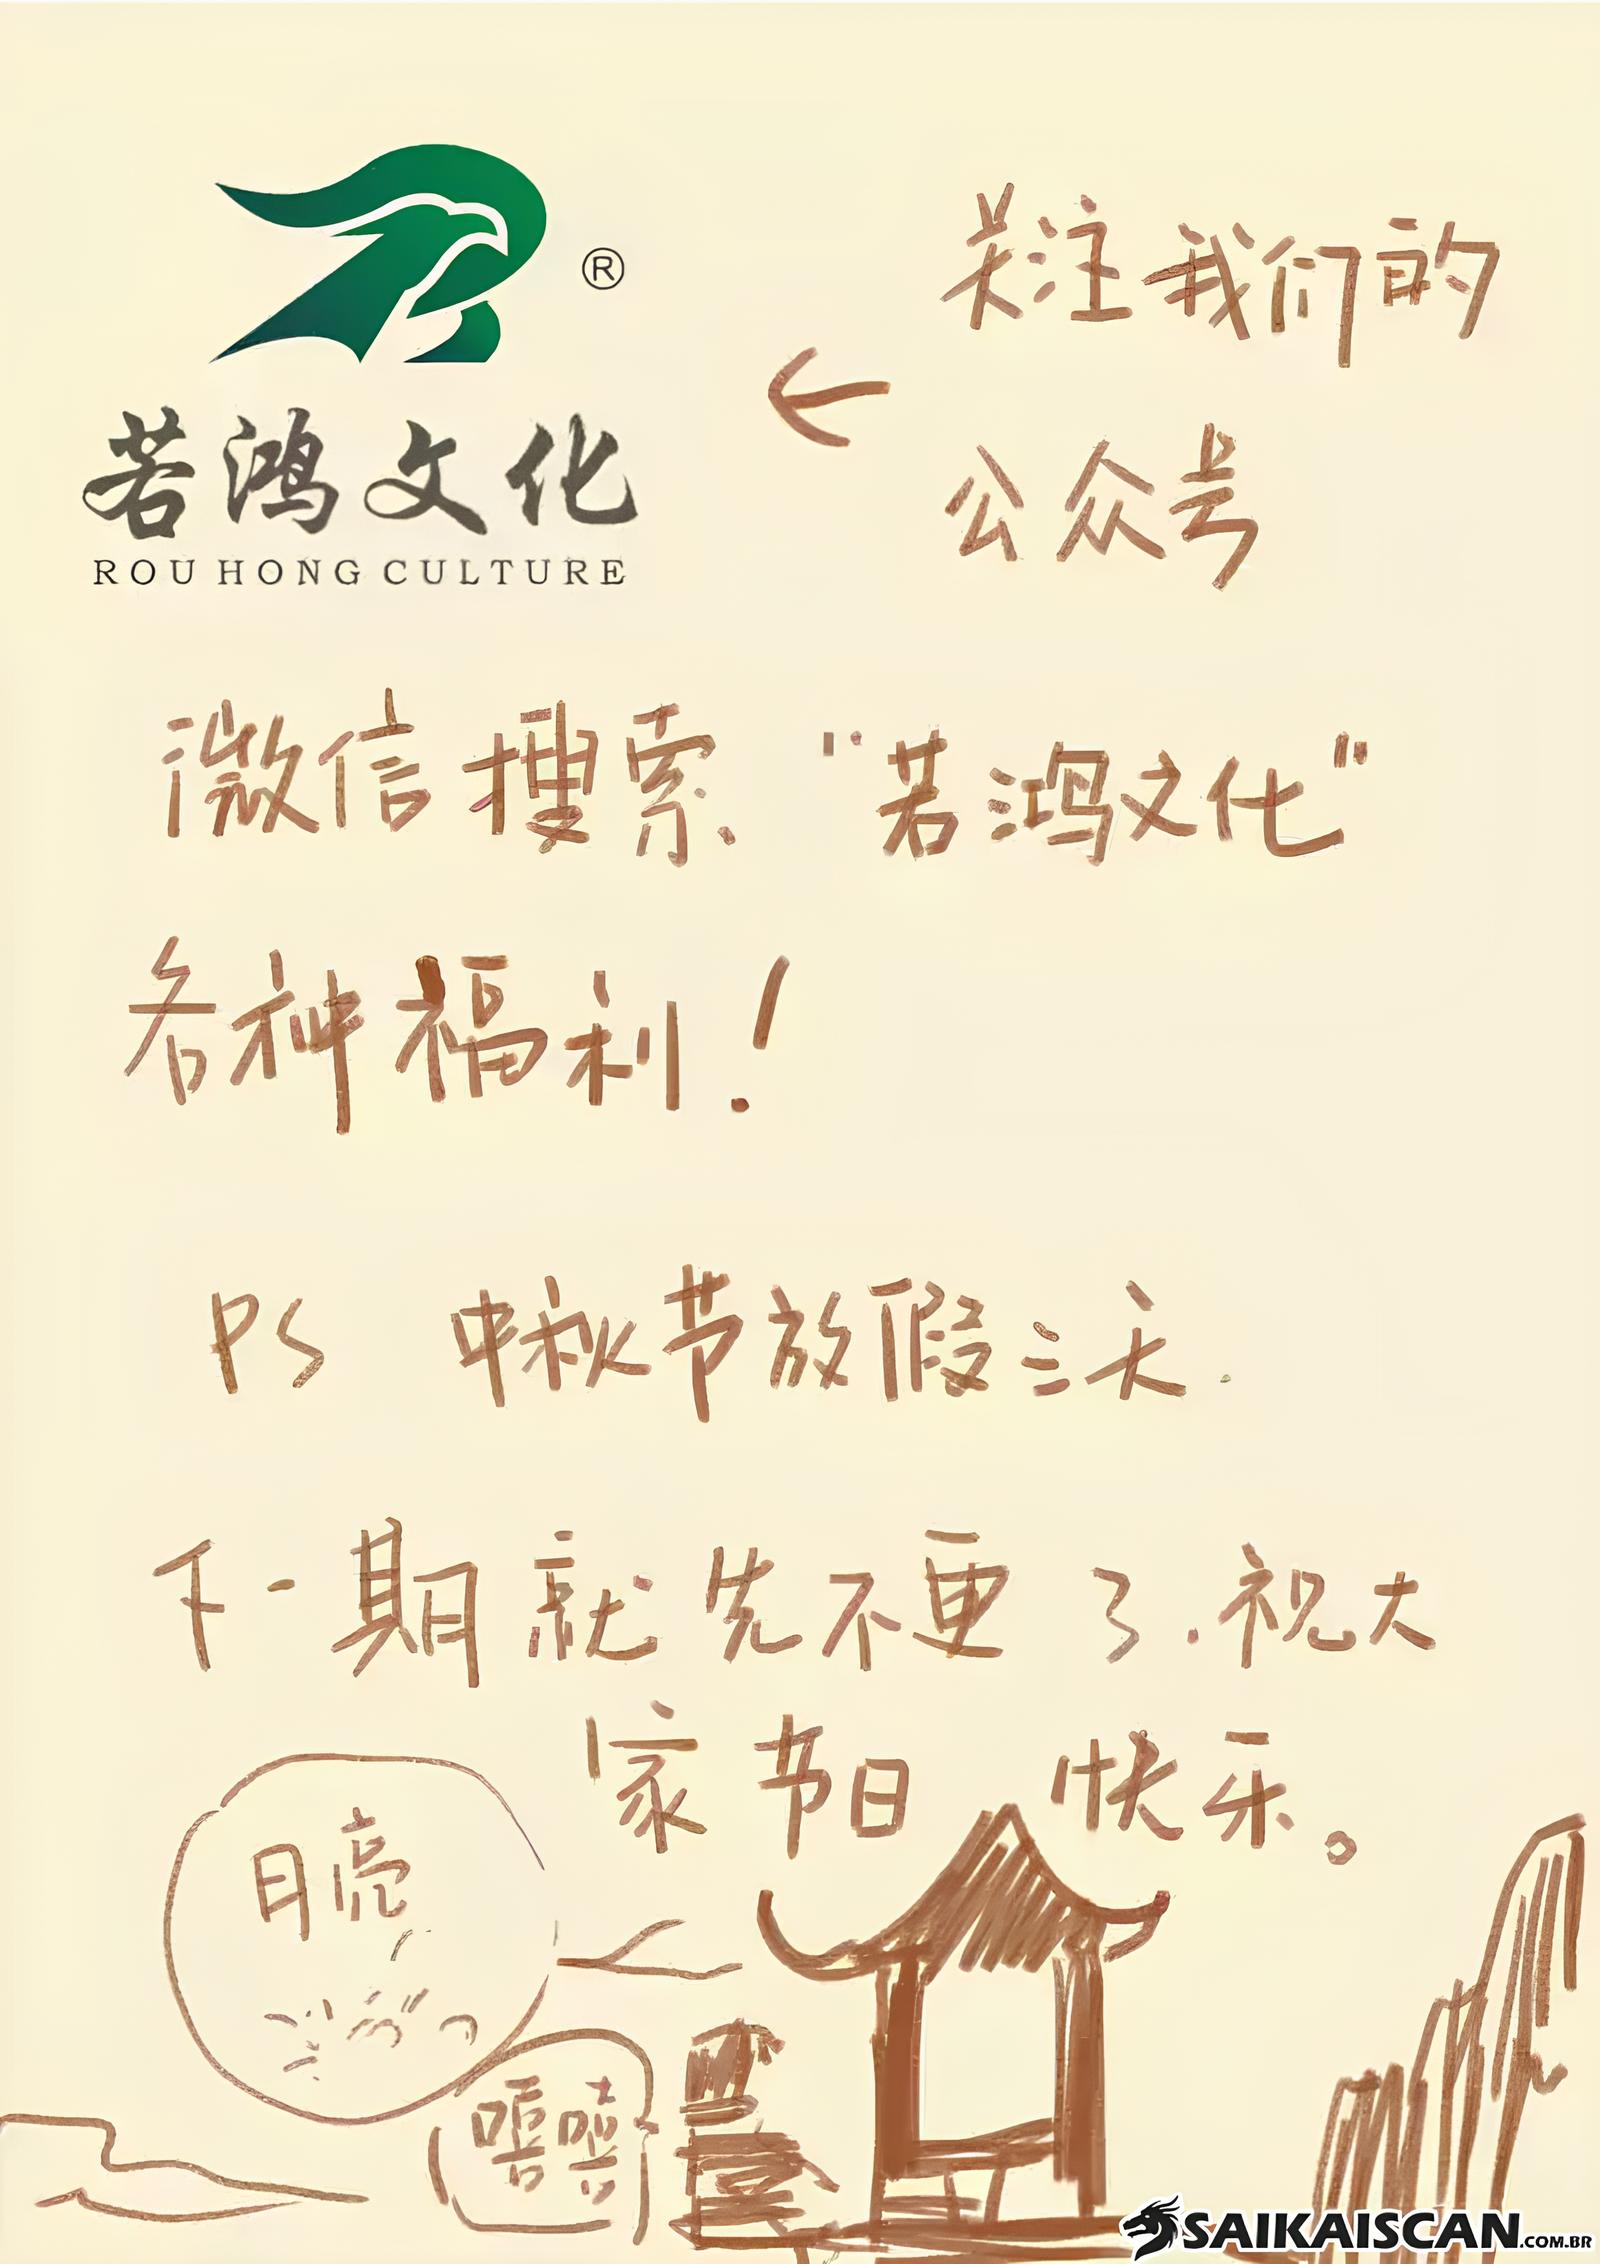 ®
若鸿文化
ROU HONG CULTURE
关注我们的
←
公众号
微信搜索. "若鸿文化"
各种福利!
PS 中秋节放假三天.
下一期就先不更了.祝大
家节日快乐。
月亮
嘻嘻
SAIKAISCAN.COM.BR